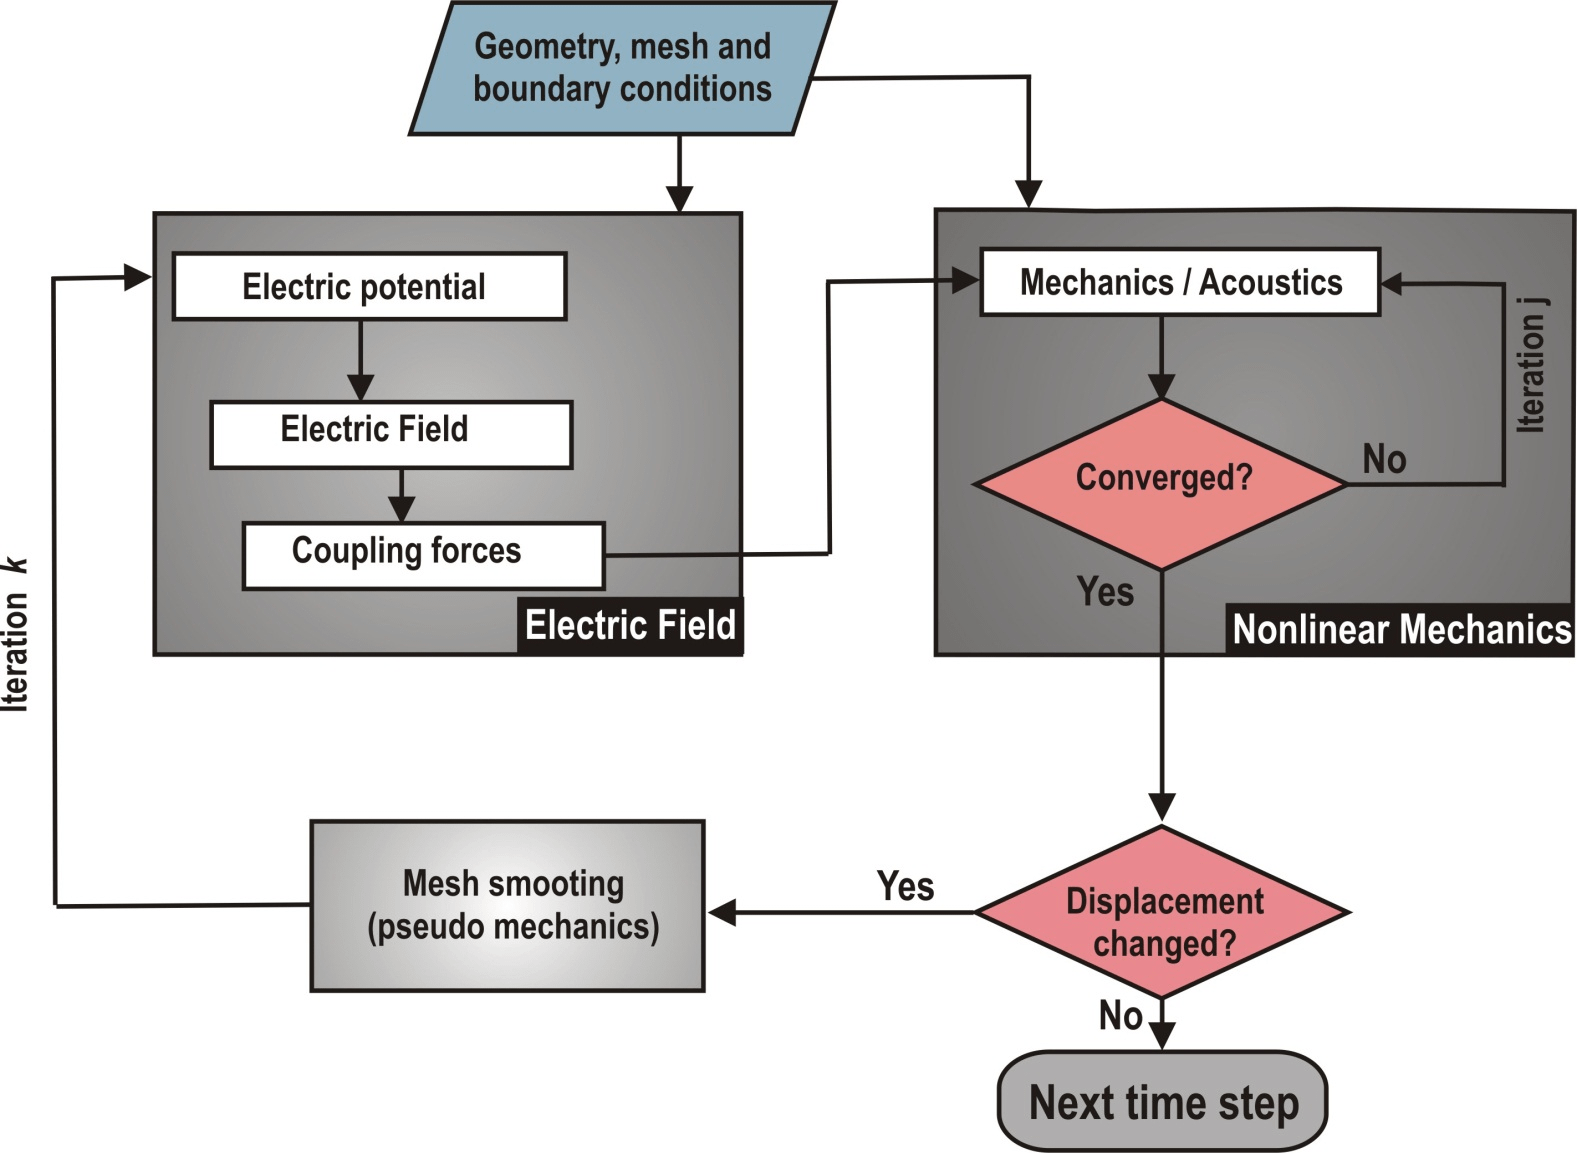 Geometry, mesh and
boundary conditions
Electric potential
Electric Field
Coupling forces
Electric Field
Mechanics / Acoustics
Iteration j
Converged?
No
Yes
Nonlinear Mechanics
Iteration k
Mesh smooting
(pseudo mechanics)
Yes
Displacement
changed?
No
Next time step